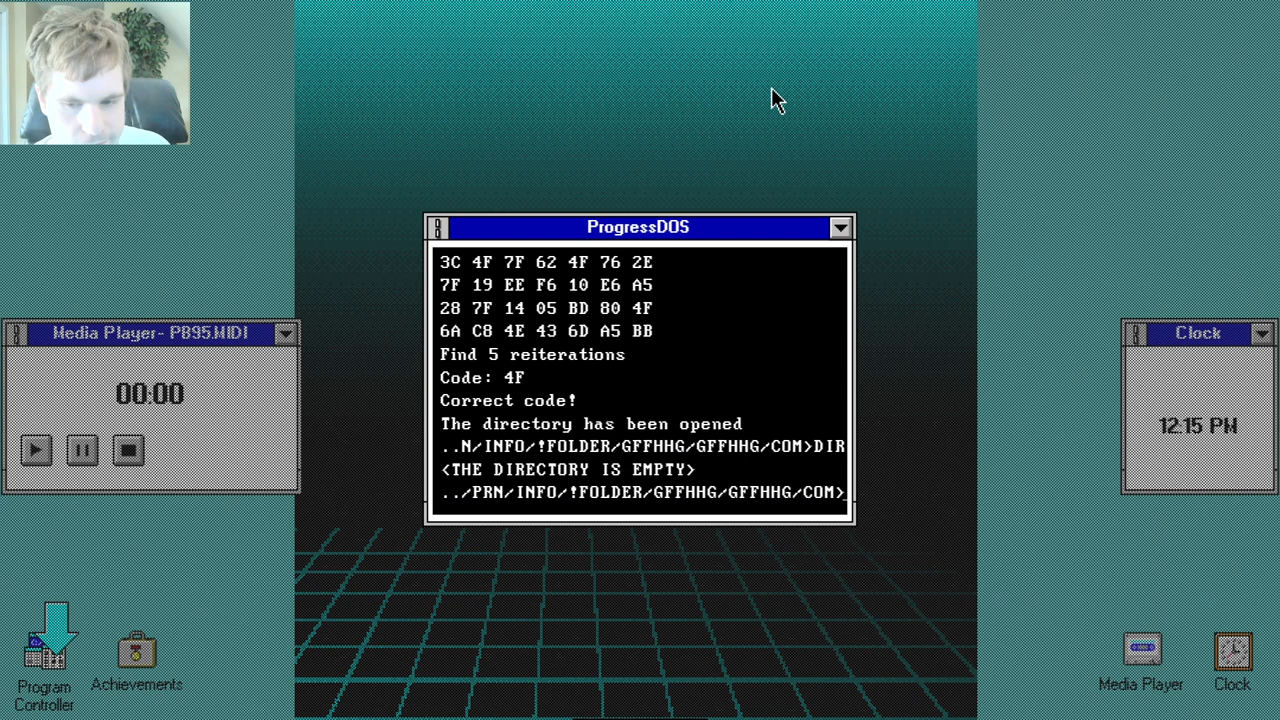 ProgressDOS
3C 4F 7F 62 4F 76 2E
7F 19 EE F6 10 E6 A5
28 7F 14 05 BD 80 4F
6A C8 4E 43 6D A5 BB
Find 5 reiterations
Code: 4F
Correct code!
The directory has been opened
..N/INFO/!FOLDER/GFFHHG/GFFHHG/COM>DIR
<THE DIRECTORY IS EMPTY>
../PRN/INFO/!FOLDER/GFFHHG/GFFHHG/COM>_
Media Player- PB95.MIDI
00:00
Clock
12:15 PM
Program
Controller
Achievements
Media Player
Clock